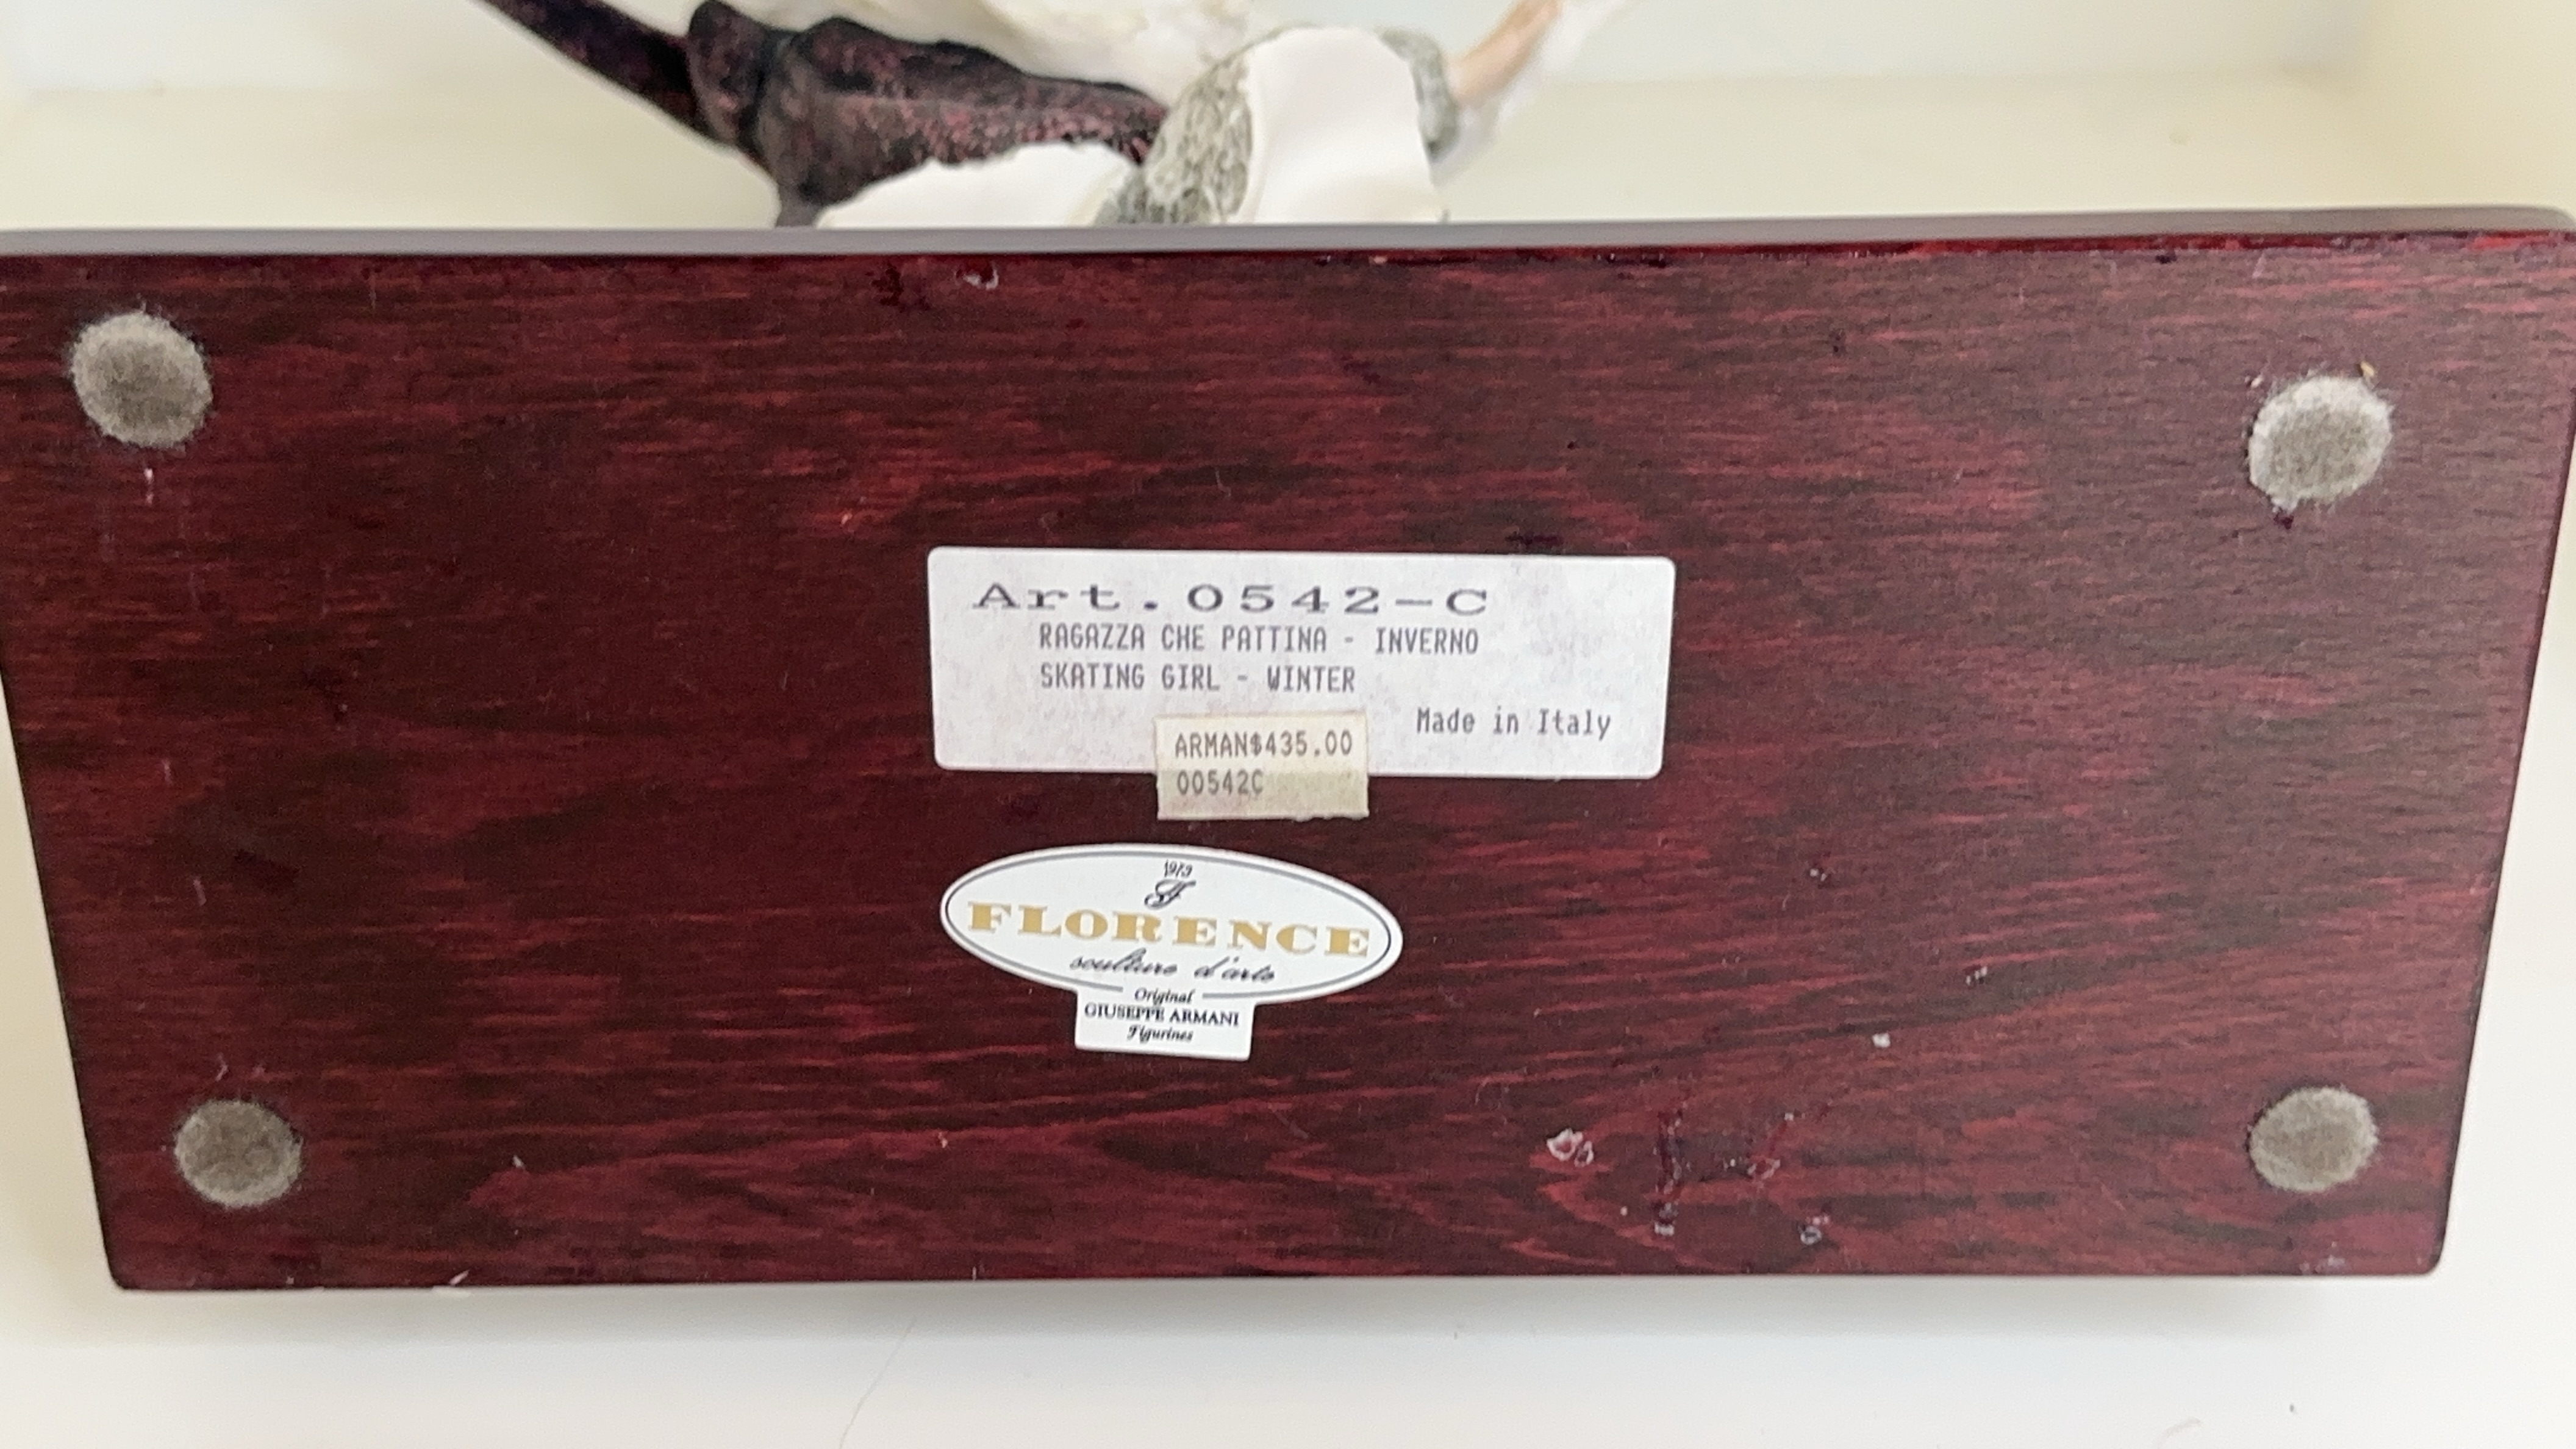 Art.0542-C
RAGAZZA CHE PATTINA - INVERNO
SKATING GIRL - WINTER
Made in Italy
ARMAN$435.00
00542C
1973
FLORENCE
sculture d'arte
Original
GIUSEPPE ARMANI
Figurines